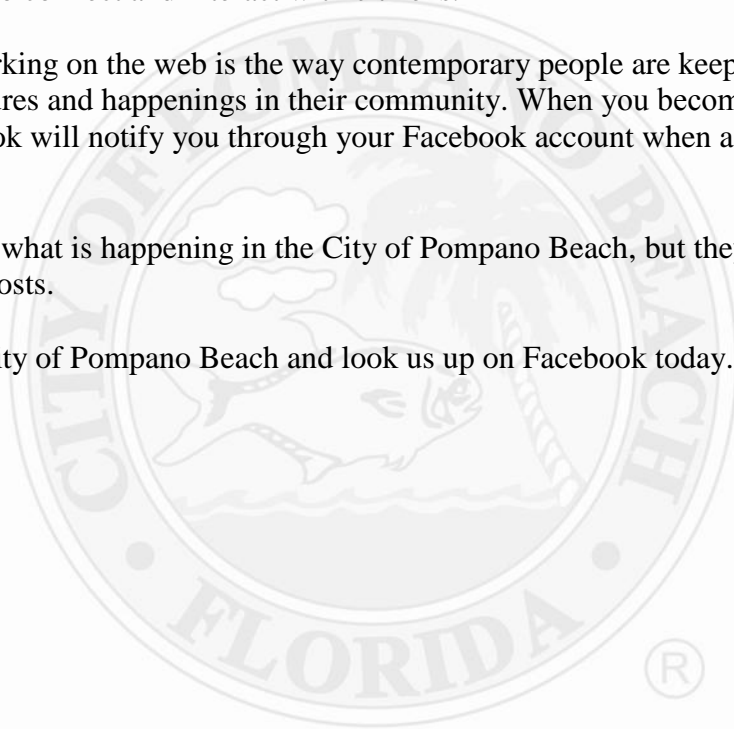 rking on the web is the way contemporary people are keep
res and happenings in their community. When you becom
ok will notify you through your Facebook account when a
what is happening in the City of Pompano Beach, but the
osts.
ity of Pompano Beach and look us up on Facebook today.
CITY OF POMPANO BEACH
FLORIDA
®